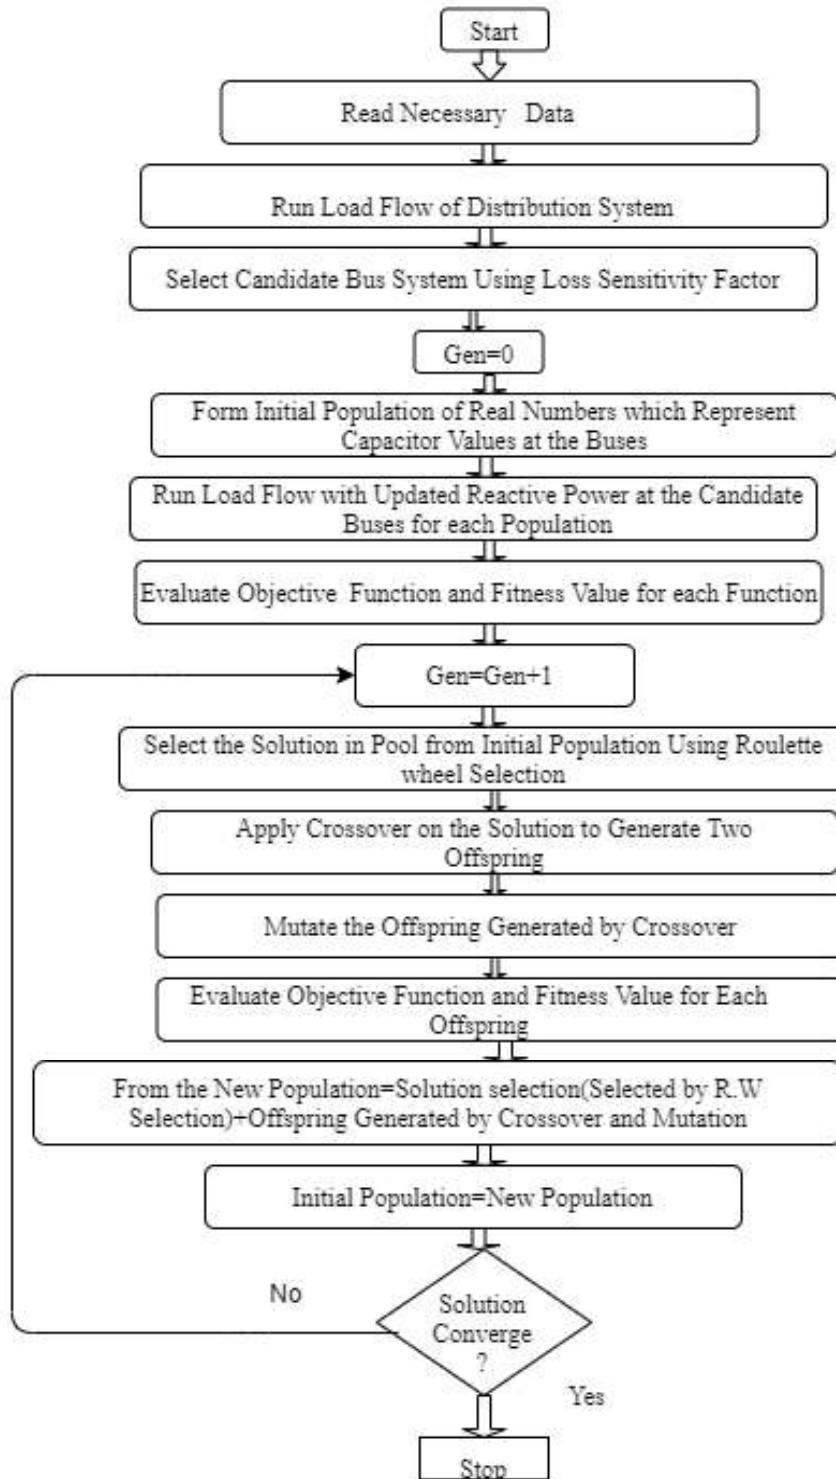 Start
Read Necessary Data
Run Load Flow of Distribution System
Select Candidate Bus System Using Loss Sensitivity Factor
Gen=0
Form Initial Population of Real Numbers which Represent
Capacitor Values at the Buses
Run Load Flow with Updated Reactive Power at the Candidate
Buses for each Population
Evaluate Objective Function and Fitness Value for each Function
Gen=Gen+1
Select the Solution in Pool from Initial Population Using Roulette
wheel Selection
Apply Crossover on the Solution to Generate Two
Offspring
Mutate the Offspring Generated by Crossover
Evaluate Objective Function and Fitness Value for Each
Offspring
From the New Population=Solution selection(Selected by R.W
Selection)+Offspring Generated by Crossover and Mutation
Initial Population=New Population
No
Solution
Converge
?
Yes
Stop